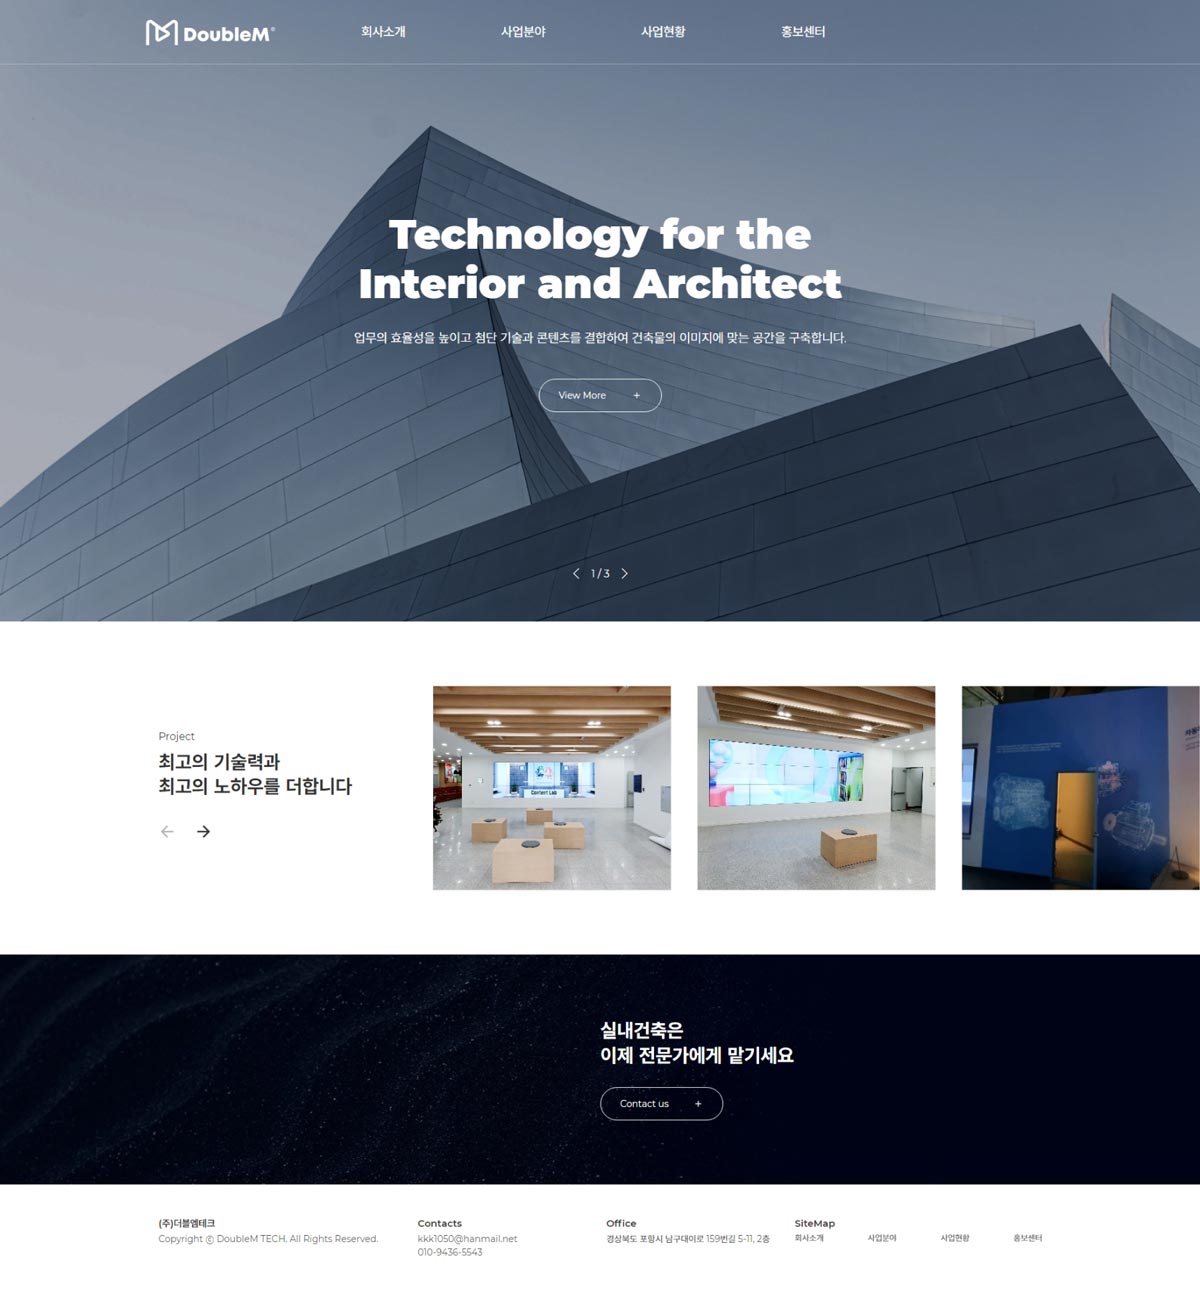 DoubleM®
회사소개 사업분야 사업현황 홍보센터
Technology for the
Interior and Architect
업무의 효율성을 높이고 첨단 기술과 콘텐츠를 결합하여 건축물의 이미지에 맞는 공간을 구축합니다.
View More +
1 / 3
Project
최고의 기술력과
최고의 노하우를 더합니다
Content Lab
실내건축은
이제 전문가에게 맡기세요
Contact us +
(주)더블엠테크
Copyright ⓒ DoubleM TECH. All Rights Reserved.
Contacts
kkk1050@hanmail.net
010-9436-5543
Office
경상북도 포항시 남구대이로 159번길 5-11, 2층
SiteMap
회사소개 사업분야 사업현황 홍보센터